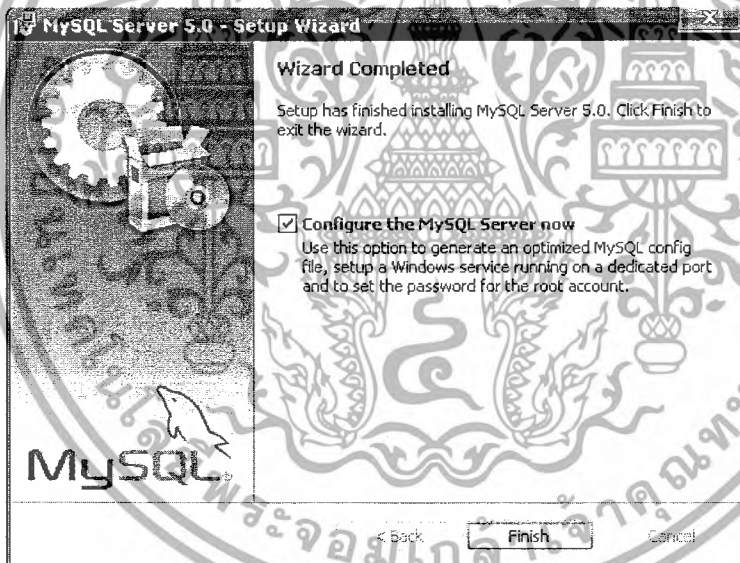 MySQL Server 5.0 - Setup Wizard
Wizard Completed
Setup has finished installing MySQL Server 5.0. Click Finish to
exit the wizard.
Configure the MySQL Server now
Use this option to generate an optimized MySQL config
file, setup a Windows service running on a dedicated port
and to set the password for the root account.
MySQL
< Back
Finish
Cancel